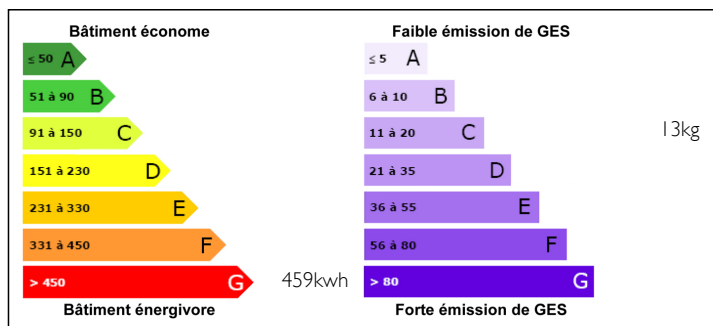 Bâtiment économe
≤ 50 A
51 à 90 B
91 à 150 C
151 à 230 D
231 à 330 E
331 à 450 F
> 450 G
459kwh
Bâtiment énergivore
Faible émission de GES
≤ 5 A
6 à 10 B
11 à 20 C
13kg
21 à 35 D
36 à 55 E
56 à 80 F
> 80 G
Forte émission de GES